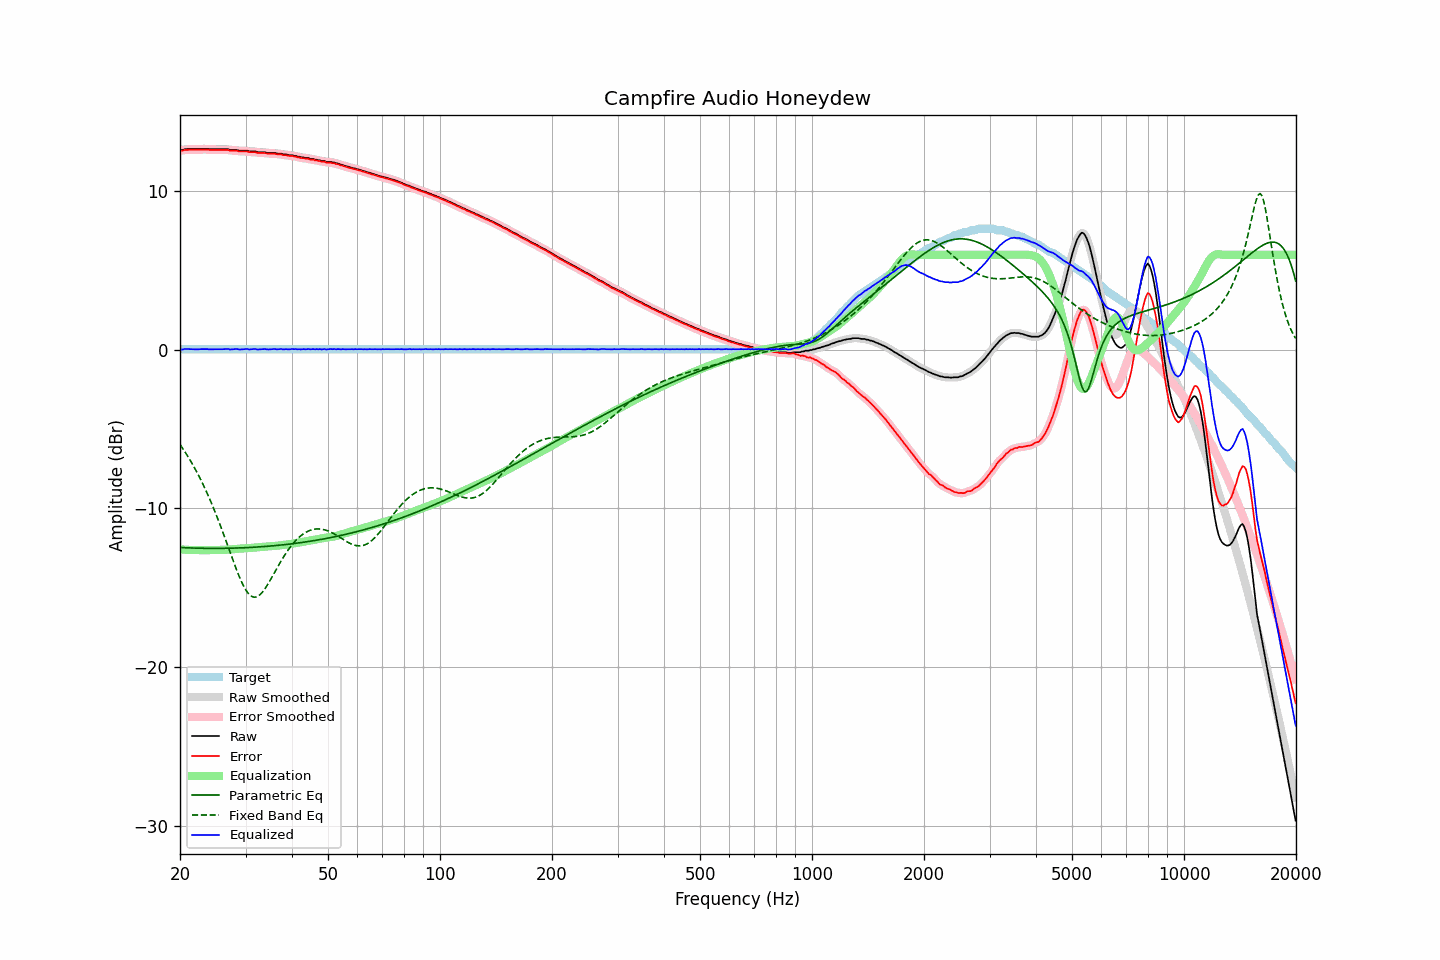 Campfire Audio Honeydew
Amplitude (dBr)
10
0
−10
−20
−30
Target
Raw Smoothed
Error Smoothed
Raw
Error
Equalization
Parametric Eq
Fixed Band Eq
Equalized
20 50 100 200 500 1000 2000 5000 10000 20000
Frequency (Hz)